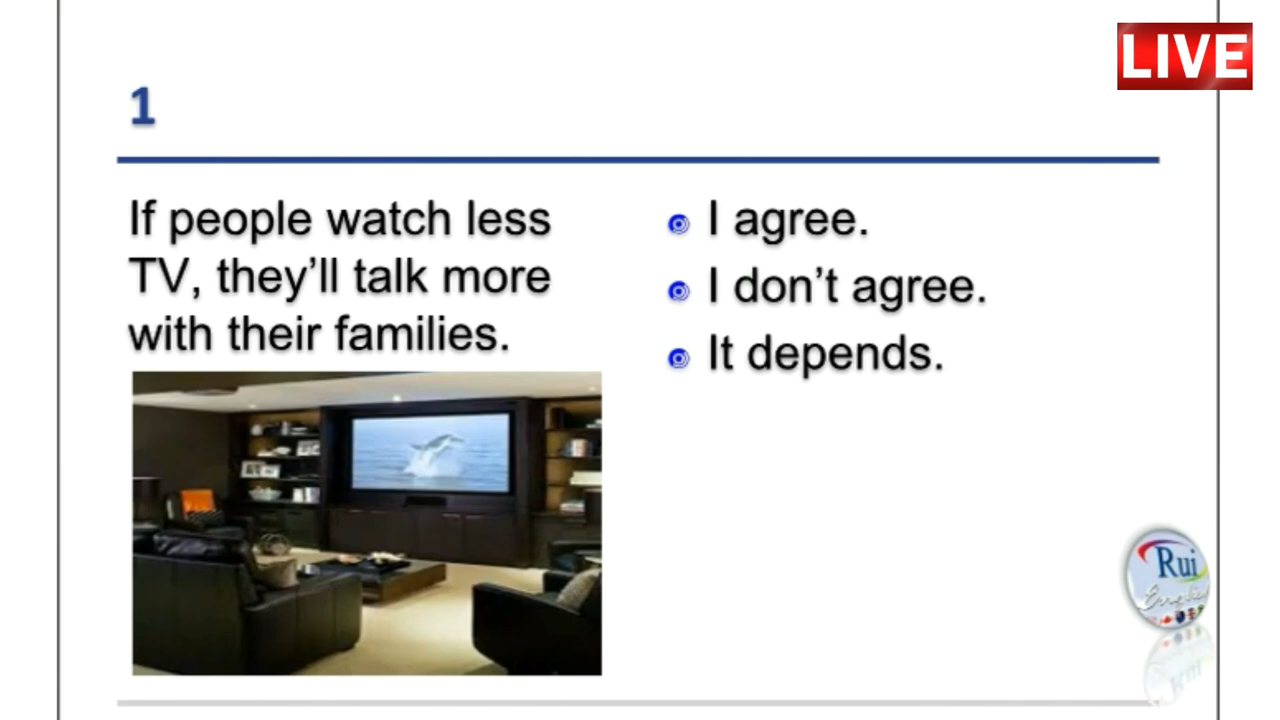 LIVE
1
If people watch less
TV, they’ll talk more
with their families.
I agree.
I don’t agree.
It depends.
Rui
English